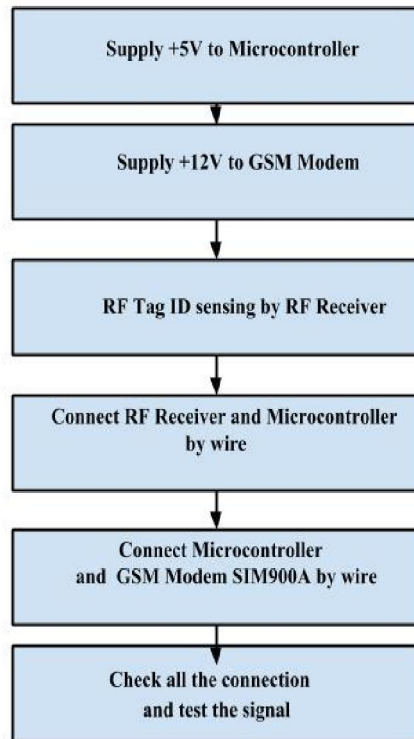 Supply +5V to Microcontroller
Supply +12V to GSM Modem
RF Tag ID sensing by RF Receiver
Connect RF Receiver and Microcontroller
by wire
Connect Microcontroller
and GSM Modem SIM900A by wire
Check all the connection
and test the signal